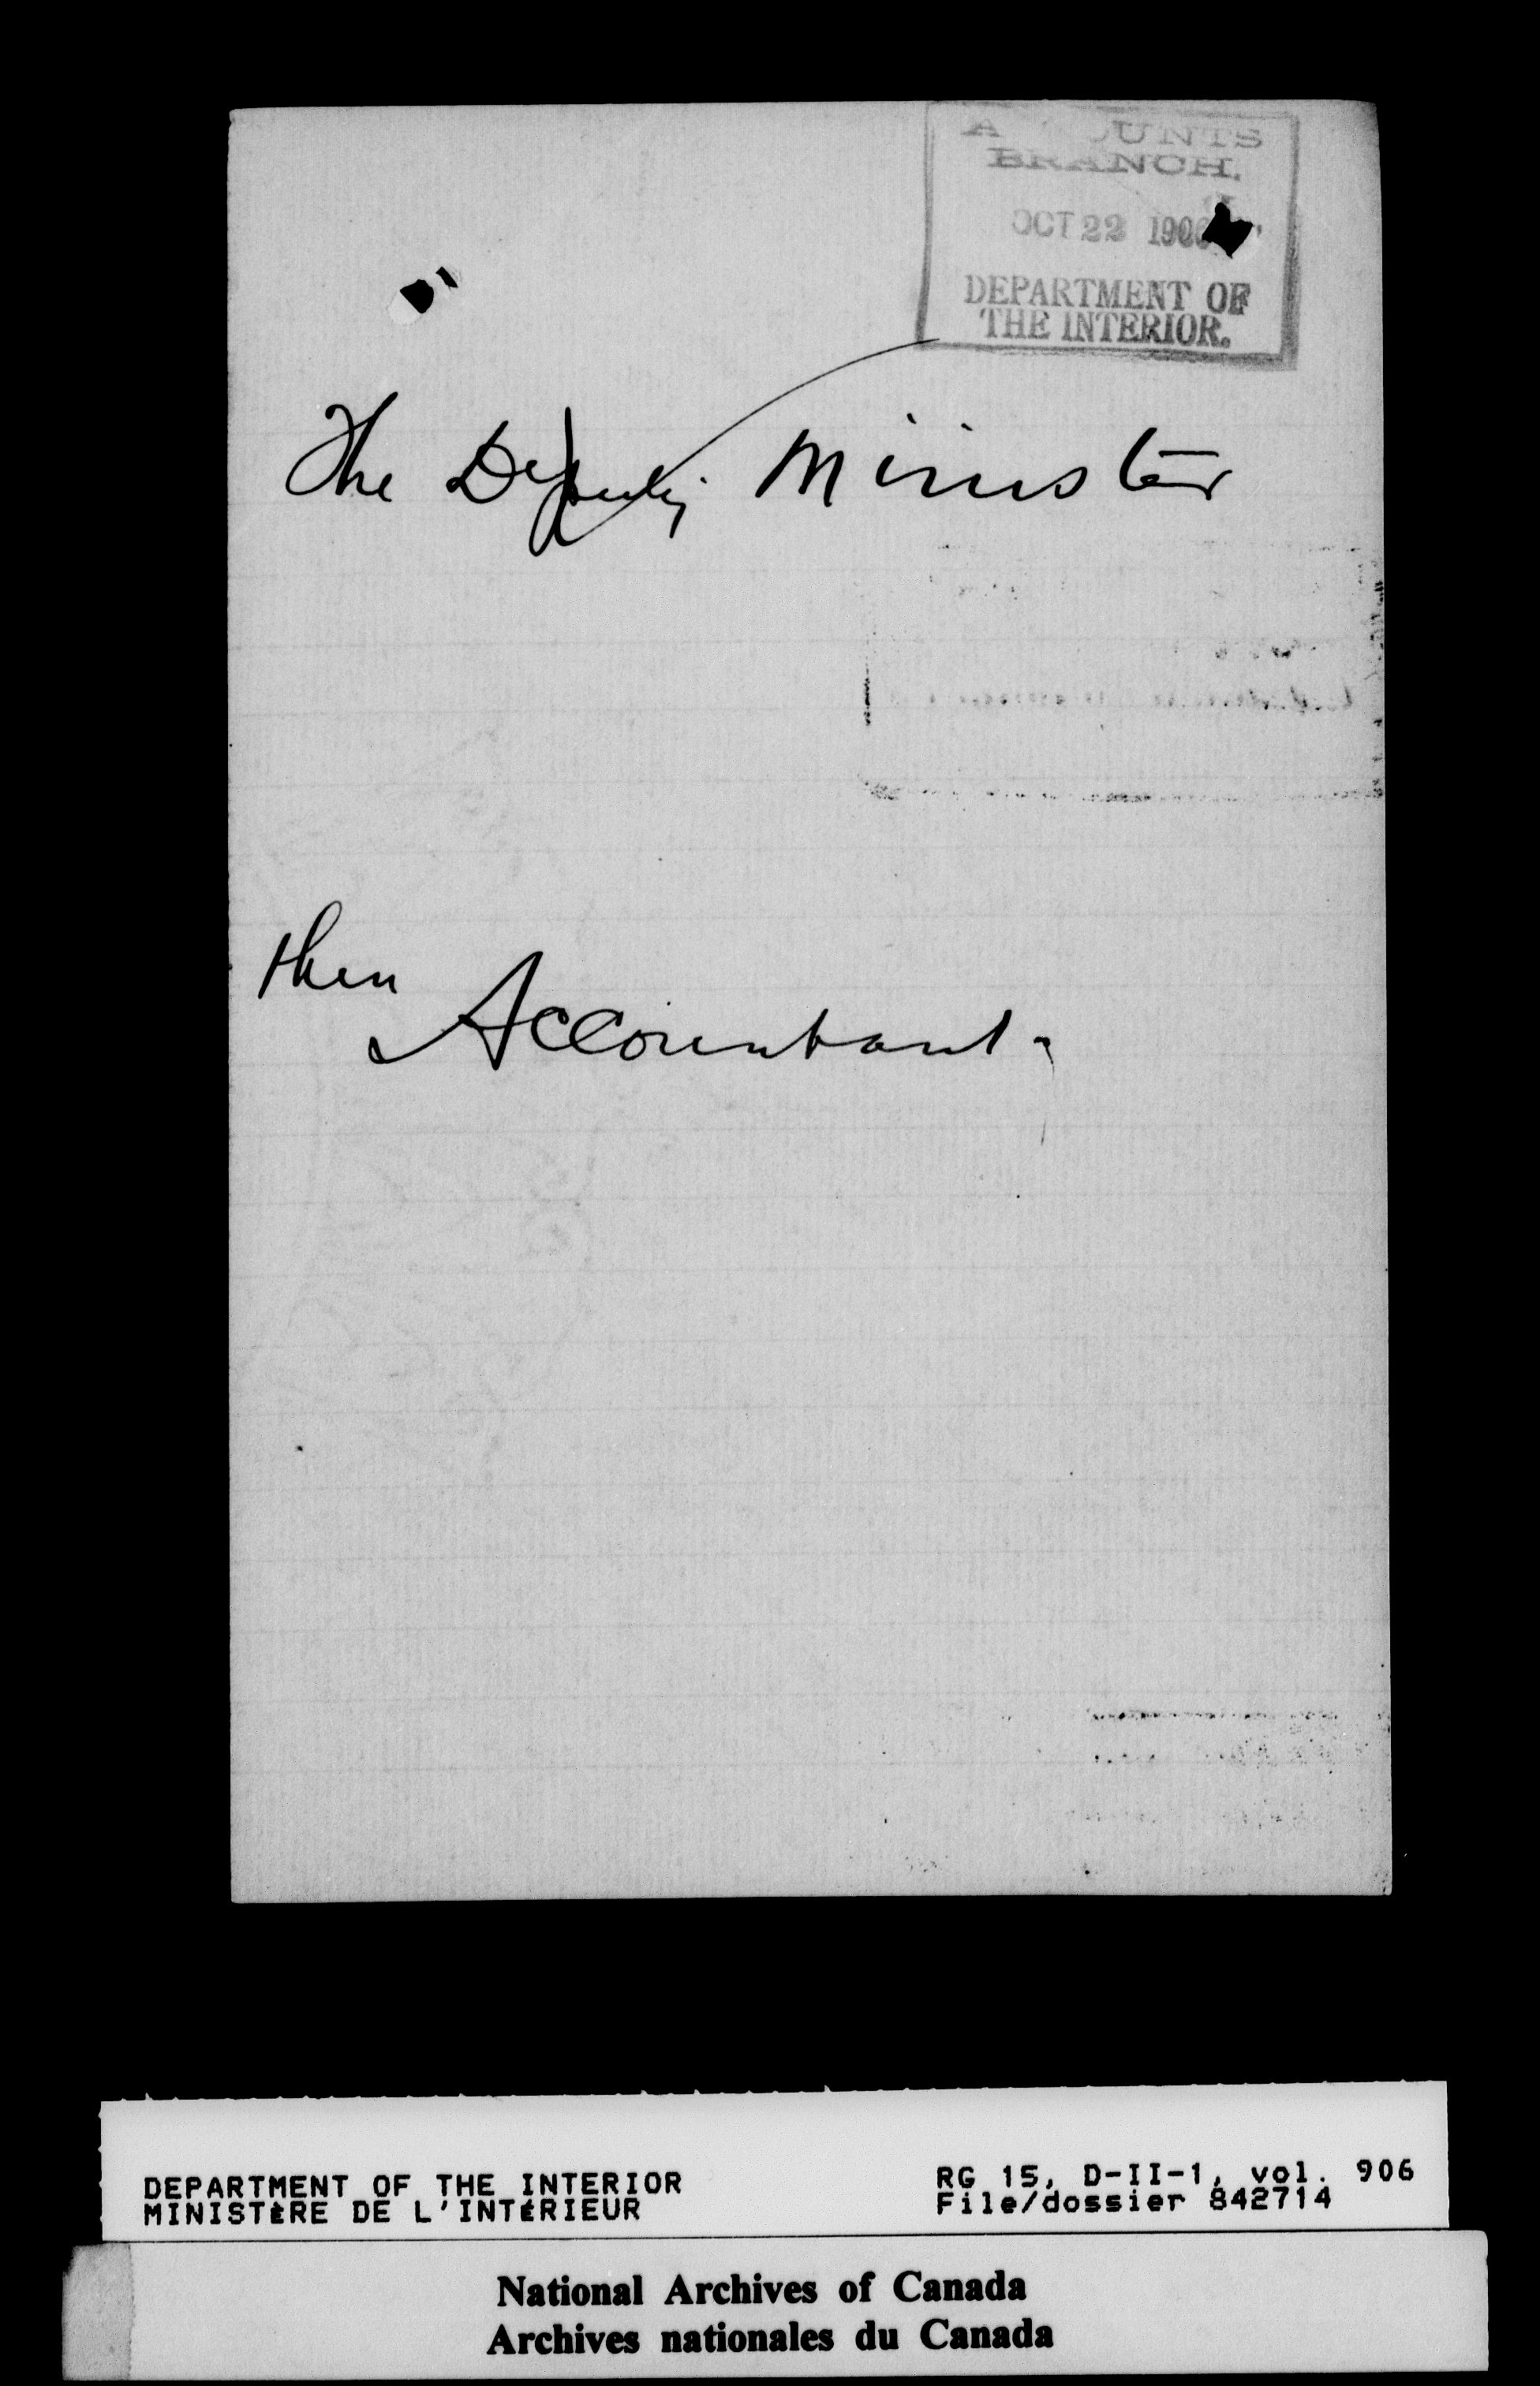 ACCOUNTS
BRANCH.
OCT 22 1906
DEPARTMENT OF
THE INTERIOR.
The Deputy Minister
then
Accountant.
DEPARTMENT OF THE INTERIOR
MINISTÈRE DE L'INTÉRIEUR
RG 15, D-II-1, vol. 906
File/dossier 842714
National Archives of Canada
Archives nationales du Canada